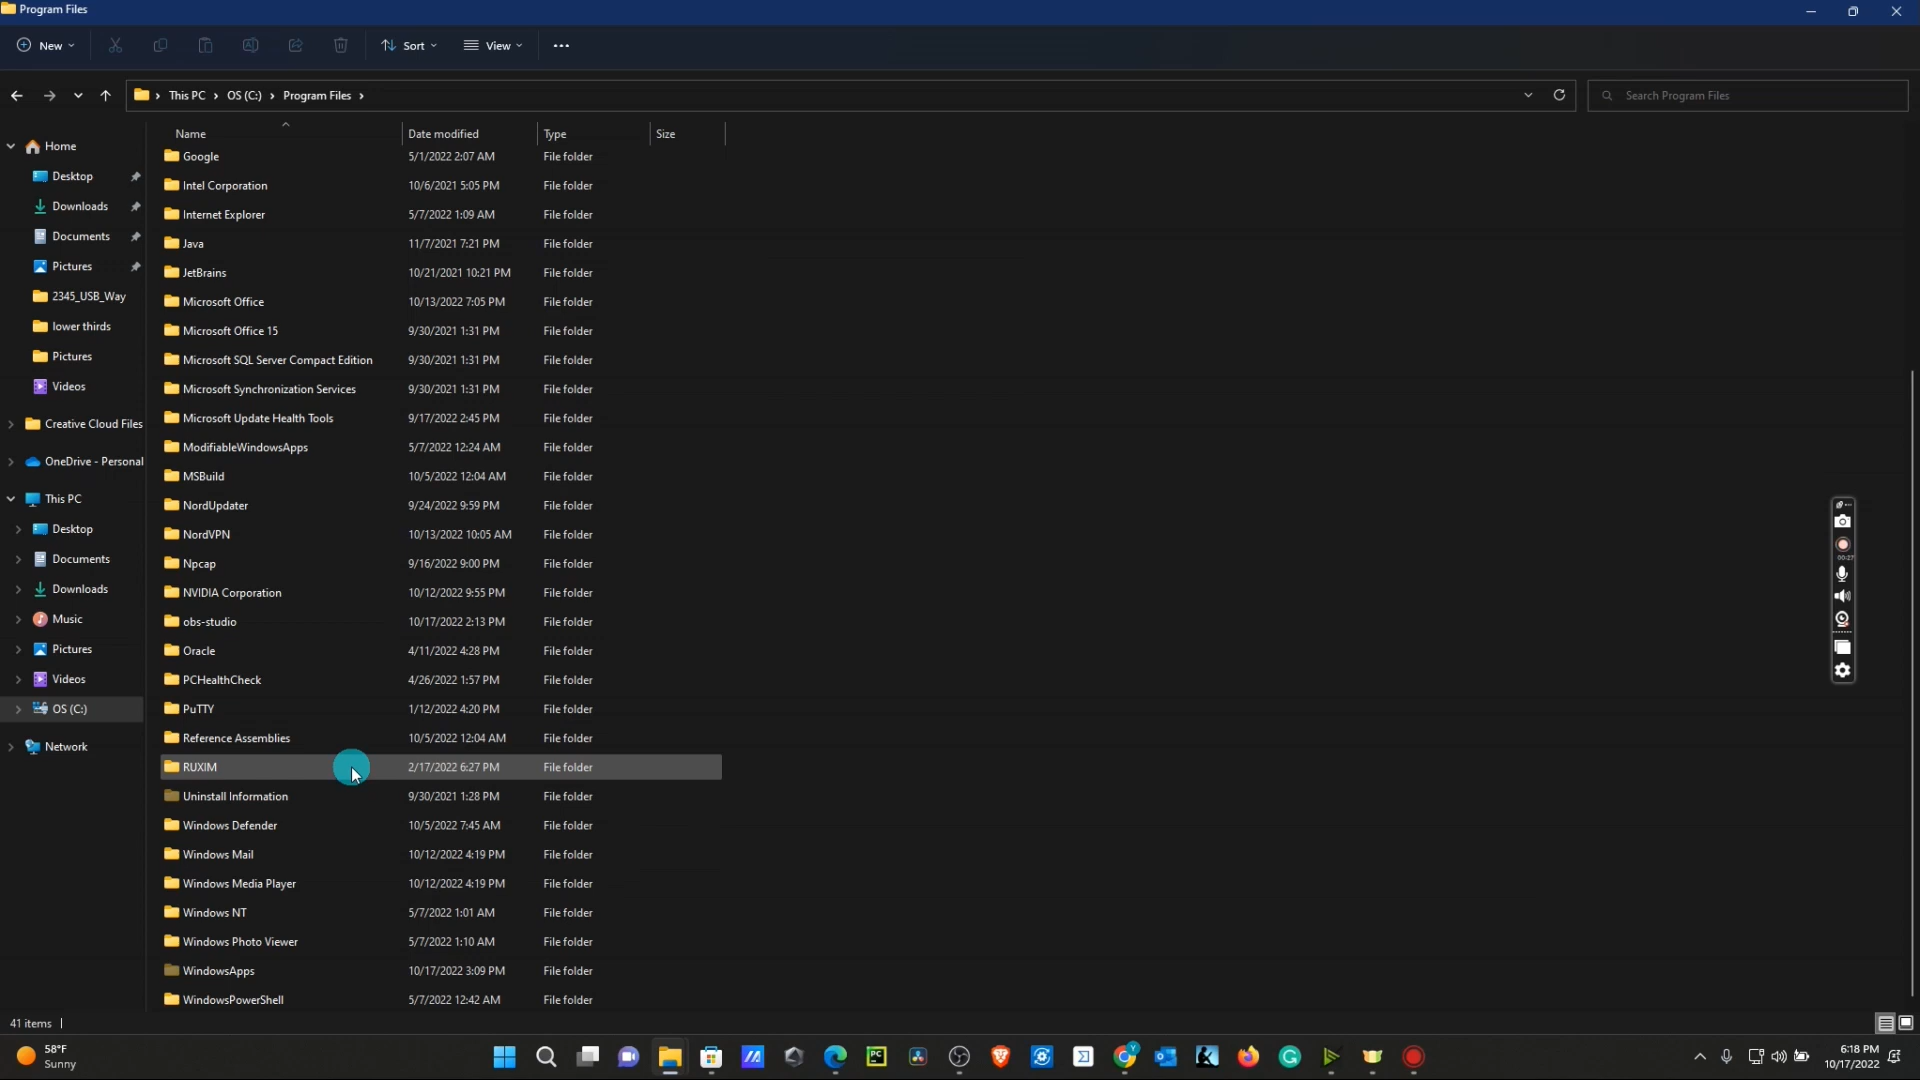 Program Files
New
Sort
View
This PC
OS (C:)
Program Files
Search Program Files
Name Date modified Type Size
Home
Desktop
Downloads
Documents
Pictures
2345_USB_Way
lower thirds
Pictures
Videos
Creative Cloud Files
OneDrive - Personal
This PC
Desktop
Documents
Downloads
Music
Pictures
Videos
OS (C:)
Network
Google 5/1/2022 2:07 AM File folder
Intel Corporation 10/6/2021 5:05 PM File folder
Internet Explorer 5/7/2022 1:09 AM File folder
Java 11/7/2021 7:21 PM File folder
JetBrains 10/21/2021 10:21 PM File folder
Microsoft Office 10/13/2022 7:05 PM File folder
Microsoft Office 15 9/30/2021 1:31 PM File folder
Microsoft SQL Server Compact Edition 9/30/2021 1:31 PM File folder
Microsoft Synchronization Services 9/30/2021 1:31 PM File folder
Microsoft Update Health Tools 9/17/2022 2:45 PM File folder
ModifiableWindowsApps 5/7/2022 12:24 AM File folder
MSBuild 10/5/2022 12:04 AM File folder
NordUpdater 9/24/2022 9:59 PM File folder
NordVPN 10/13/2022 10:05 AM File folder
Npcap 9/16/2022 9:00 PM File folder
NVIDIA Corporation 10/12/2022 9:55 PM File folder
obs-studio 10/17/2022 2:13 PM File folder
Oracle 4/11/2022 4:28 PM File folder
PCHealthCheck 4/26/2022 1:57 PM File folder
PuTTY 1/12/2022 4:20 PM File folder
Reference Assemblies 10/5/2022 12:04 AM File folder
RUXIM 2/17/2022 6:27 PM File folder
Uninstall Information 9/30/2021 1:28 PM File folder
Windows Defender 10/5/2022 7:45 AM File folder
Windows Mail 10/12/2022 4:19 PM File folder
Windows Media Player 10/12/2022 4:19 PM File folder
Windows NT 5/7/2022 1:01 AM File folder
Windows Photo Viewer 5/7/2022 1:10 AM File folder
WindowsApps 10/17/2022 3:09 PM File folder
WindowsPowerShell 5/7/2022 12:42 AM File folder
00:27
41 items
58°F
Sunny
PC
6:18 PM
10/17/2022